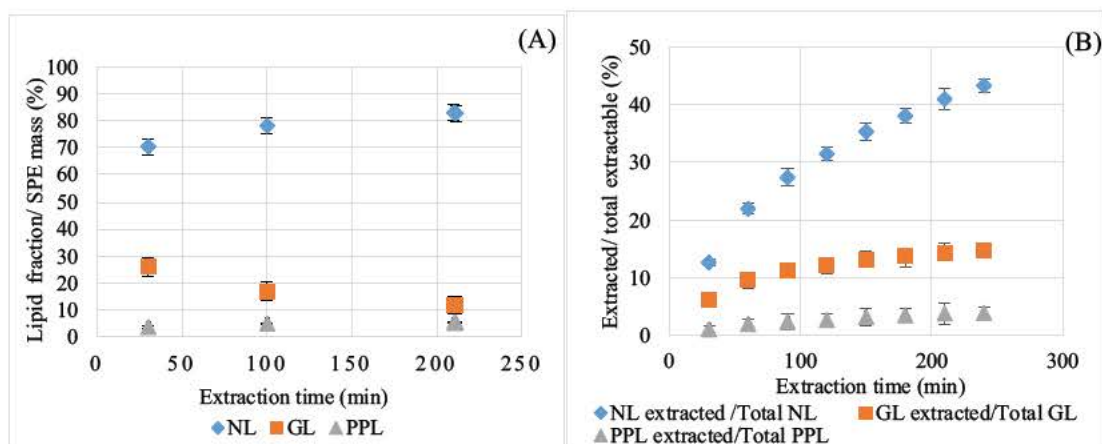 (A)
Lipid fraction/ SPE mass (%)
100
90
80
70
60
50
40
30
20
10
0
0 50 100 150 200 250
Extraction time (min)
NL GL PPL
(B)
Extracted/ total extractable (%)
50
40
30
20
10
0
0 100 200 300
Extraction time (min)
NL extracted /Total NL GL extracted/Total GL
PPL extracted/Total PPL